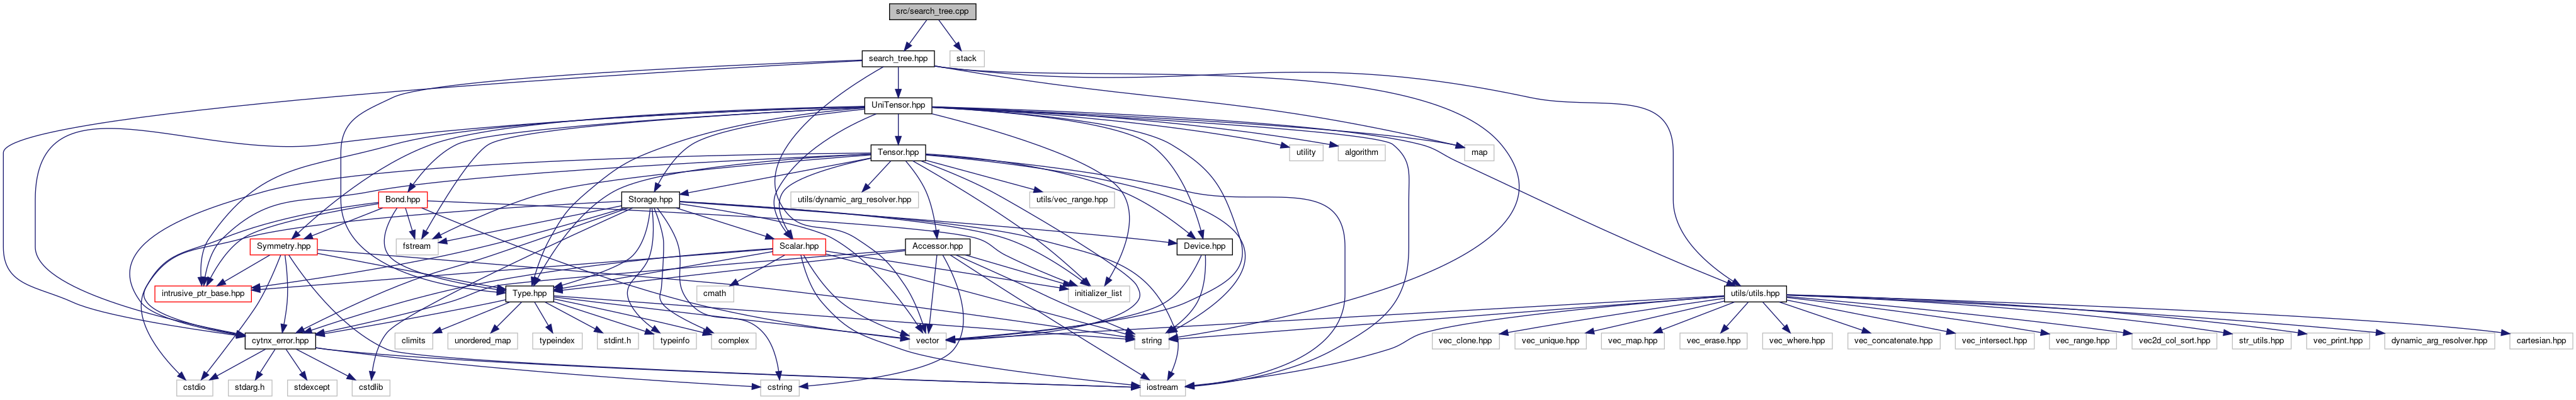 src/search_tree.cpp
search_tree.hpp
stack
UniTensor.hpp
Tensor.hpp
utility
algorithm
map
Bond.hpp
Storage.hpp
utils/dynamic_arg_resolver.hpp
utils/vec_range.hpp
Symmetry.hpp
fstream
Scalar.hpp
Accessor.hpp
Device.hpp
intrusive_ptr_base.hpp
Type.hpp
cmath
initializer_list
utils/utils.hpp
cytnx_error.hpp
climits
unordered_map
typeindex
stdint.h
typeinfo
complex
vector
string
vec_clone.hpp
vec_unique.hpp
vec_map.hpp
vec_erase.hpp
vec_where.hpp
vec_concatenate.hpp
vec_intersect.hpp
vec_range.hpp
vec2d_col_sort.hpp
str_utils.hpp
vec_print.hpp
dynamic_arg_resolver.hpp
cartesian.hpp
cstdio
stdarg.h
stdexcept
cstdlib
cstring
iostream